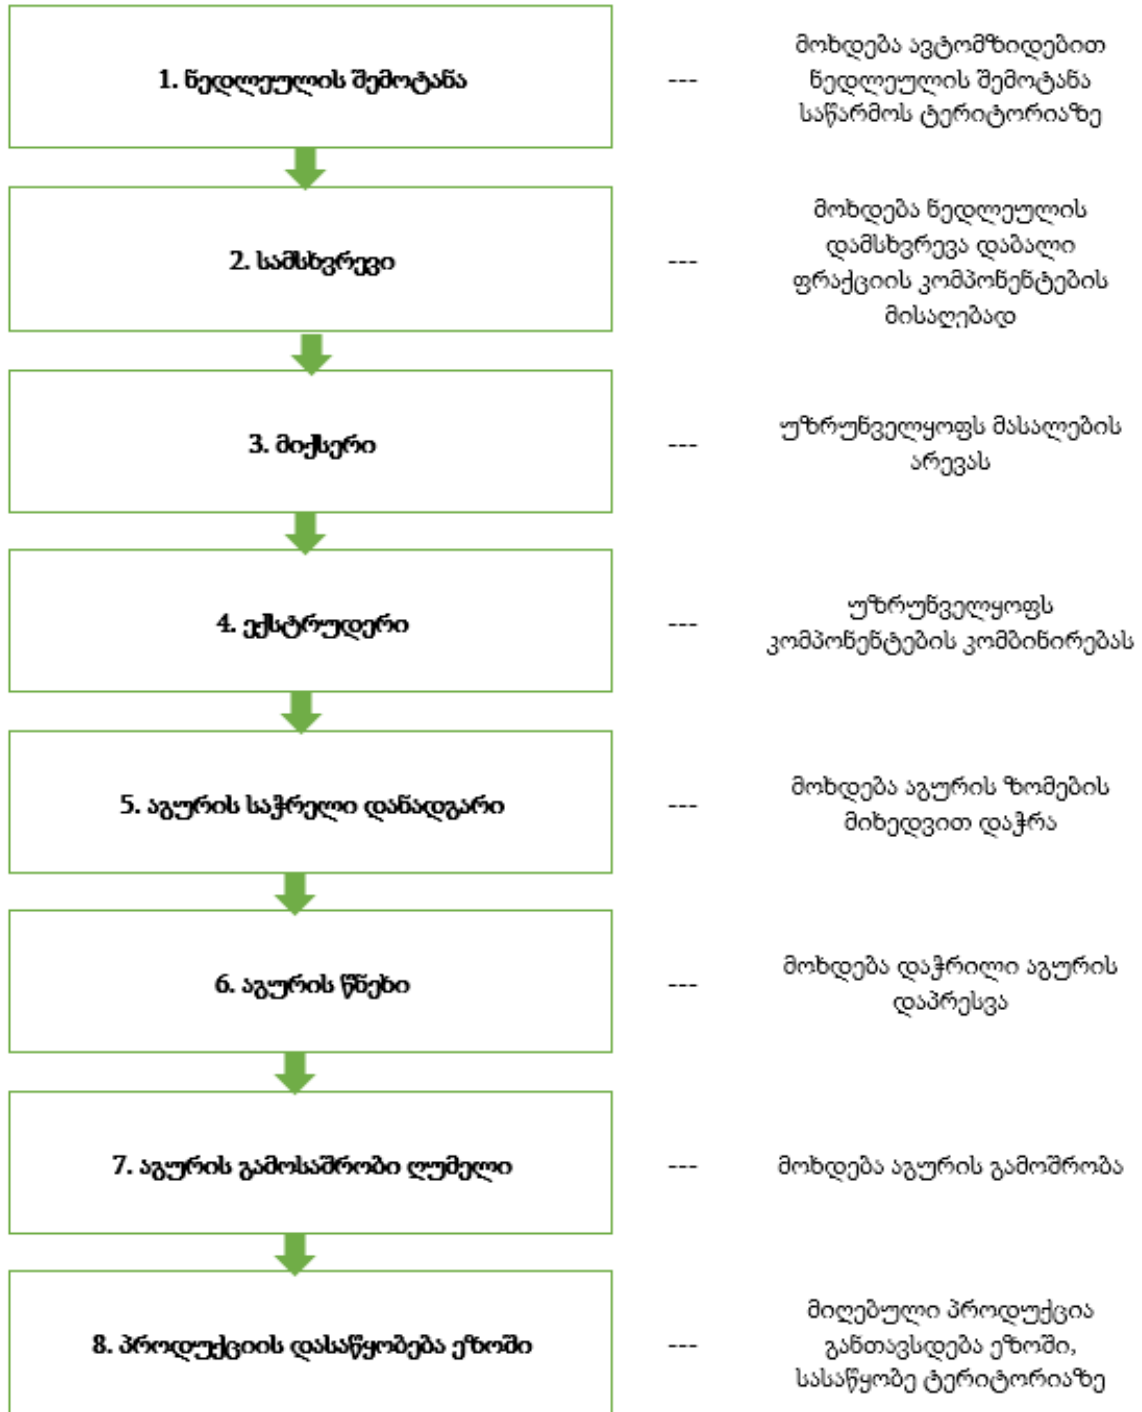 1. ნედლეულის შემოტანა
---
მოხდება ავტომზიდებით
ნედლეულის შემოტანა
საწარმოს ტერიტორიაზე
2. სამსხვრევი
---
მოხდება ნედლეულის
დამსხვრევა დაბალი
ფრაქციის კომპონენტების
მისაღებად
3. მიქსერი
---
უზრუნველყოფს მასალების
არევას
4. ექსტრუდერი
---
უზრუნველყოფს
კომპონენტების კომბინირებას
5. აგურის საჭრელი დანადგარი
---
მოხდება აგურის ზომების
მიხედვით დაჭრა
6. აგურის წნეხი
---
მოხდება დაჭრილი აგურის
დაპრესვა
7. აგურის გამოსაშრობი ღუმელი
---
მოხდება აგურის გამოშრობა
8. პროდუქციის დასაწყობება ეზოში
---
მიღებული პროდუქცია
განთავსდება ეზოში,
სასაწყობე ტერიტორიაზე